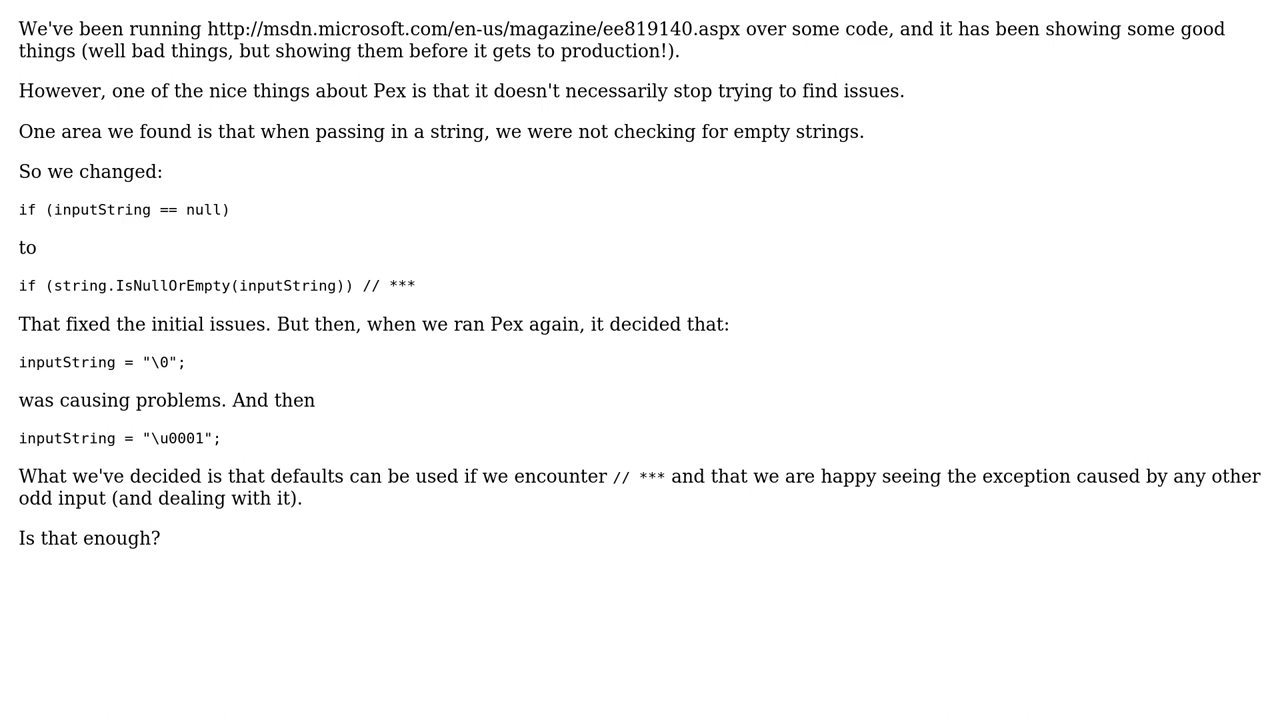 We've been running http://msdn.microsoft.com/en-us/magazine/ee819140.aspx over some code, and it has been showing some good
things (well bad things, but showing them before it gets to production!).
However, one of the nice things about Pex is that it doesn't necessarily stop trying to find issues.
One area we found is that when passing in a string, we were not checking for empty strings.
So we changed:
if (inputString == null)
to
if (string.IsNullOrEmpty(inputString)) // ***
That fixed the initial issues. But then, when we ran Pex again, it decided that:
inputString = "\0";
was causing problems. And then
inputString = "\u0001";
What we've decided is that defaults can be used if we encounter // *** and that we are happy seeing the exception caused by any other
odd input (and dealing with it).
Is that enough?